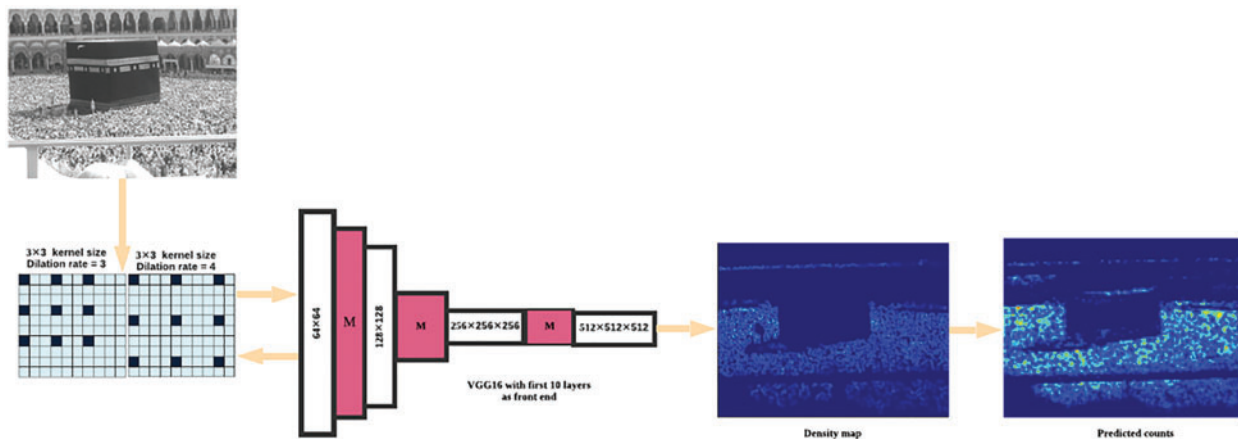 3×3 kernel size
Dilation rate = 3
3×3 kernel size
Dilation rate = 4
64×64
M
128×128
M
256×256×256
M
512×512×512
VGG16 with first 10 layers
as front end
Density map
Predicted counts